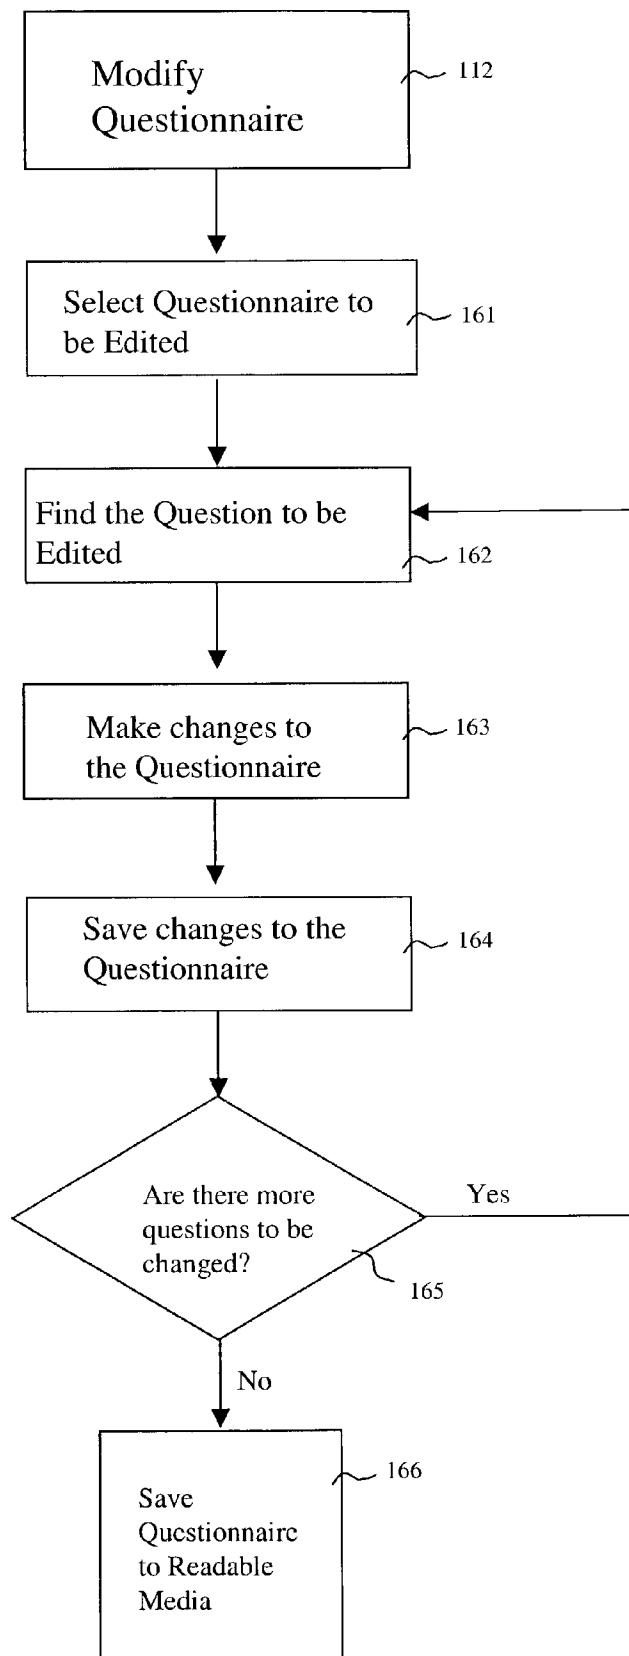 Modify
Questionnaire
112
Select Questionnaire to
be Edited
161
Find the Question to be
Edited
162
Make changes to
the Questionnaire
163
Save changes to the
Questionnaire
164
Are there more
questions to be
changed?
Yes
165
No
166
Save
Questionnaire
to Readable
Media